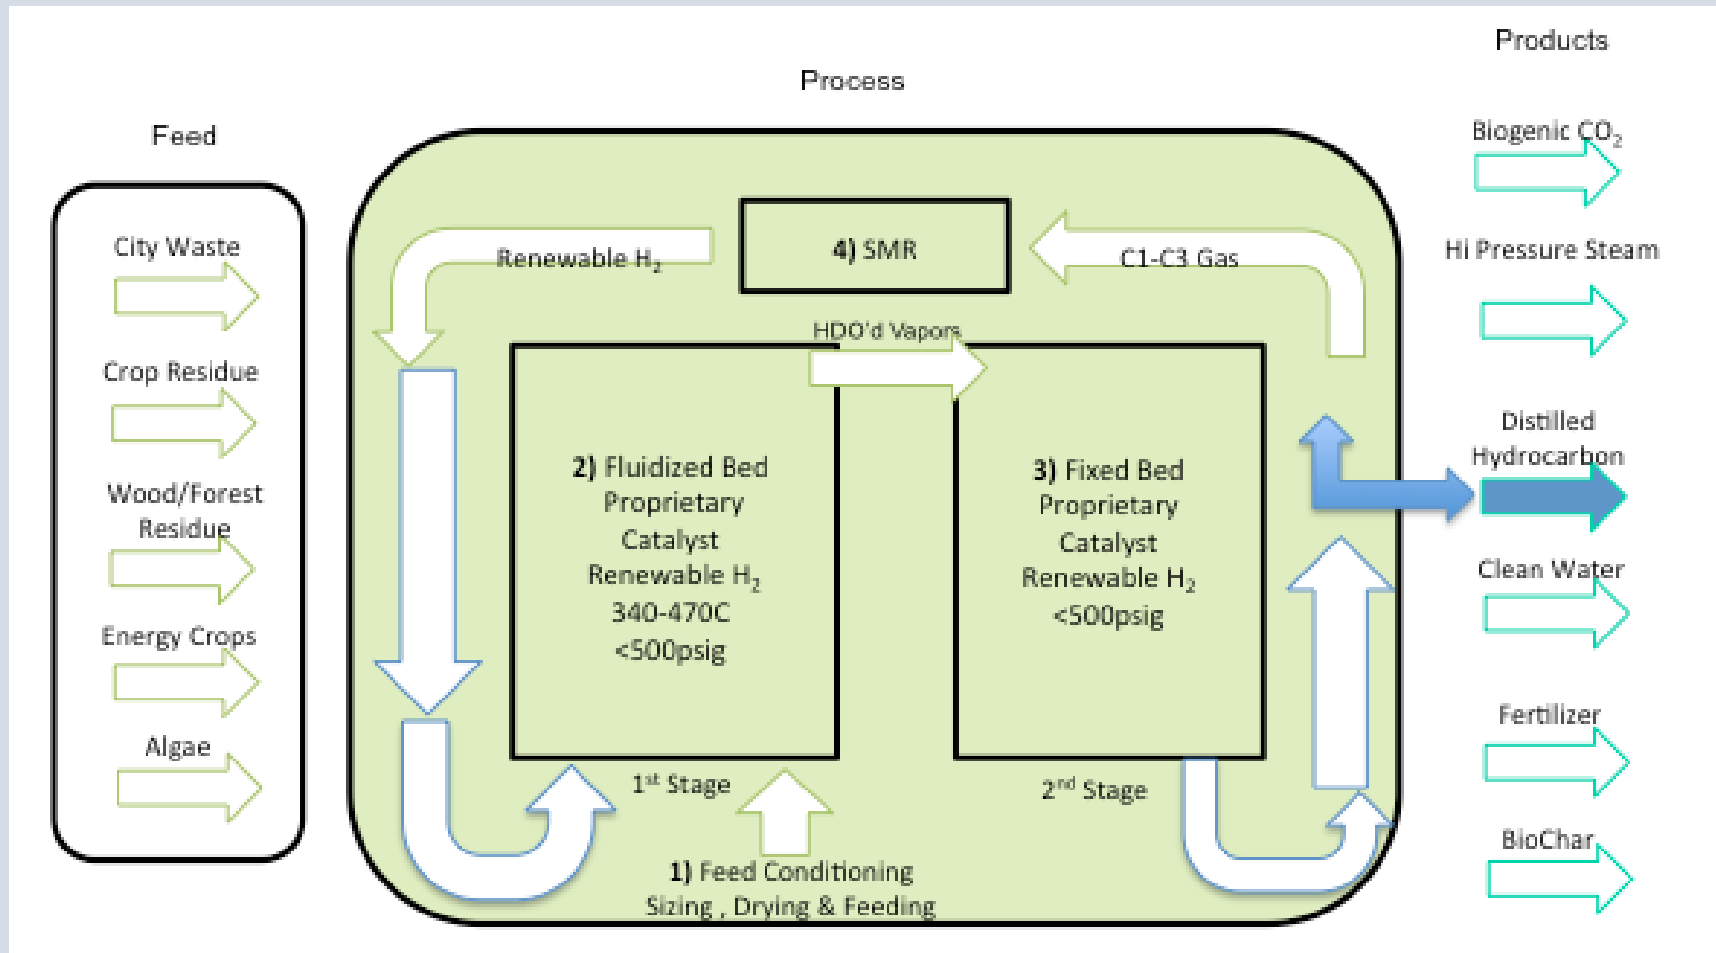 Products
Process
Feed
City Waste
Crop Residue
Wood/Forest
Residue
Energy Crops
Algae
Renewable H₂
4) SMR
C1-C3 Gas
HDO'd Vapors
2) Fluidized Bed
Proprietary
Catalyst
Renewable H₂
340-470C
<500psig
1st Stage
3) Fixed Bed
Proprietary
Catalyst
Renewable H₂
<500psig
2nd Stage
1) Feed Conditioning
Sizing , Drying & Feeding
Biogenic CO₂
Hi Pressure Steam
Distilled
Hydrocarbon
Clean Water
Fertilizer
BioChar